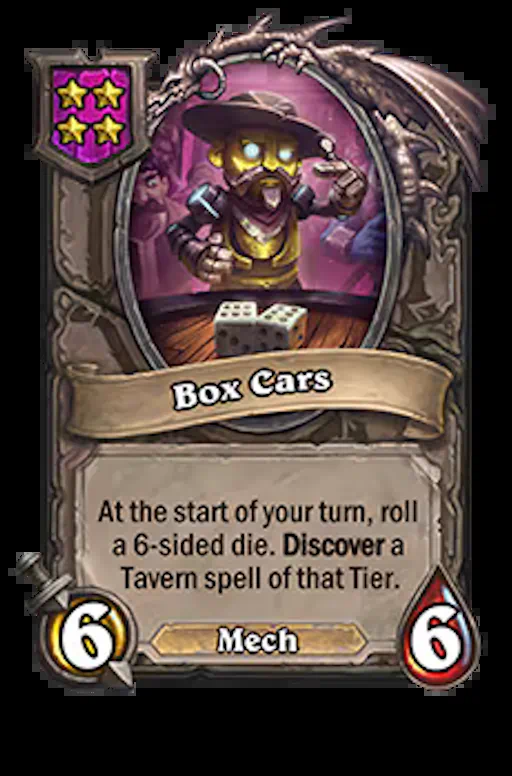 Box Cars
At the start of your turn, roll
a 6-sided die. Discover a
Tavern spell of that Tier.
6
Mech
6